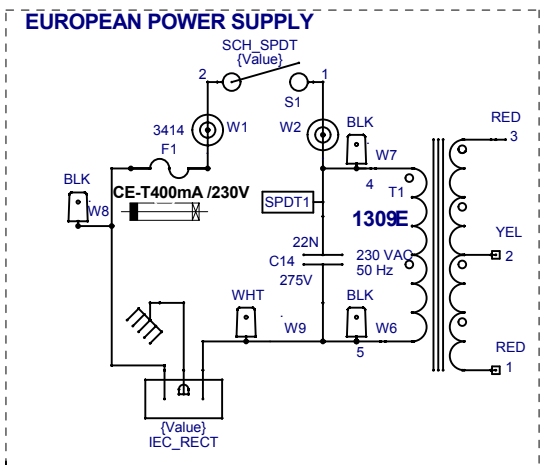 EUROPEAN POWER SUPPLY
SCH_SPDT
{Value}
2
1
S1
3414
F1
W1
W2
BLK
W7
RED
3
BLK
W8
CE-T400mA /230V
4
T1
SPDT1
1309E
YEL
2
22N
C14
275V
230 VAC
50 Hz
WHT
W9
BLK
W6
5
RED
1
{Value}
IEC_RECT